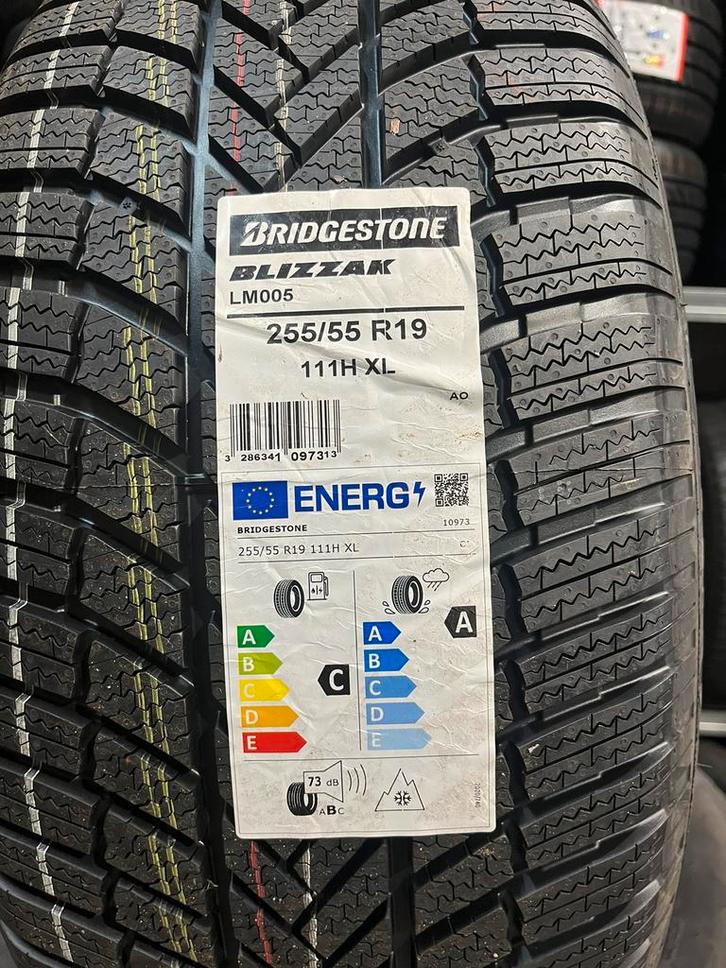 BRIDGESTONE
BLIZZAK
LM005
255/55 R19
111H XL
AO
3 286341 097313
ENERG
BRIDGESTONE
10973
255/55 R19 111H XL
C1
A
A
A
B
B
C
C
C
D
D
E
E
73 dB
ABC